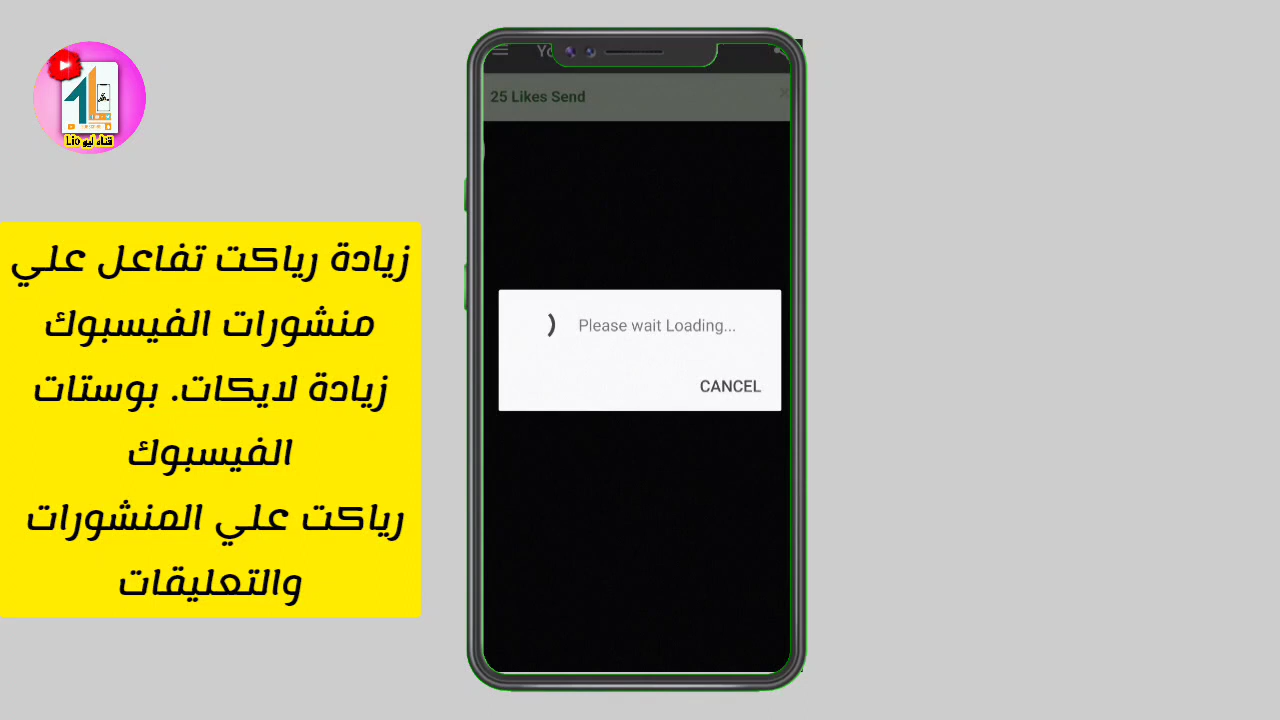 قناه ليو Lio
زيادة رياكت تفاعل علي
منشورات الفيسبوك
زيادة لايكات. بوستات
الفيسبوك
رياكت علي المنشورات
والتعليقات
25 Likes Send
Please wait Loading...
CANCEL